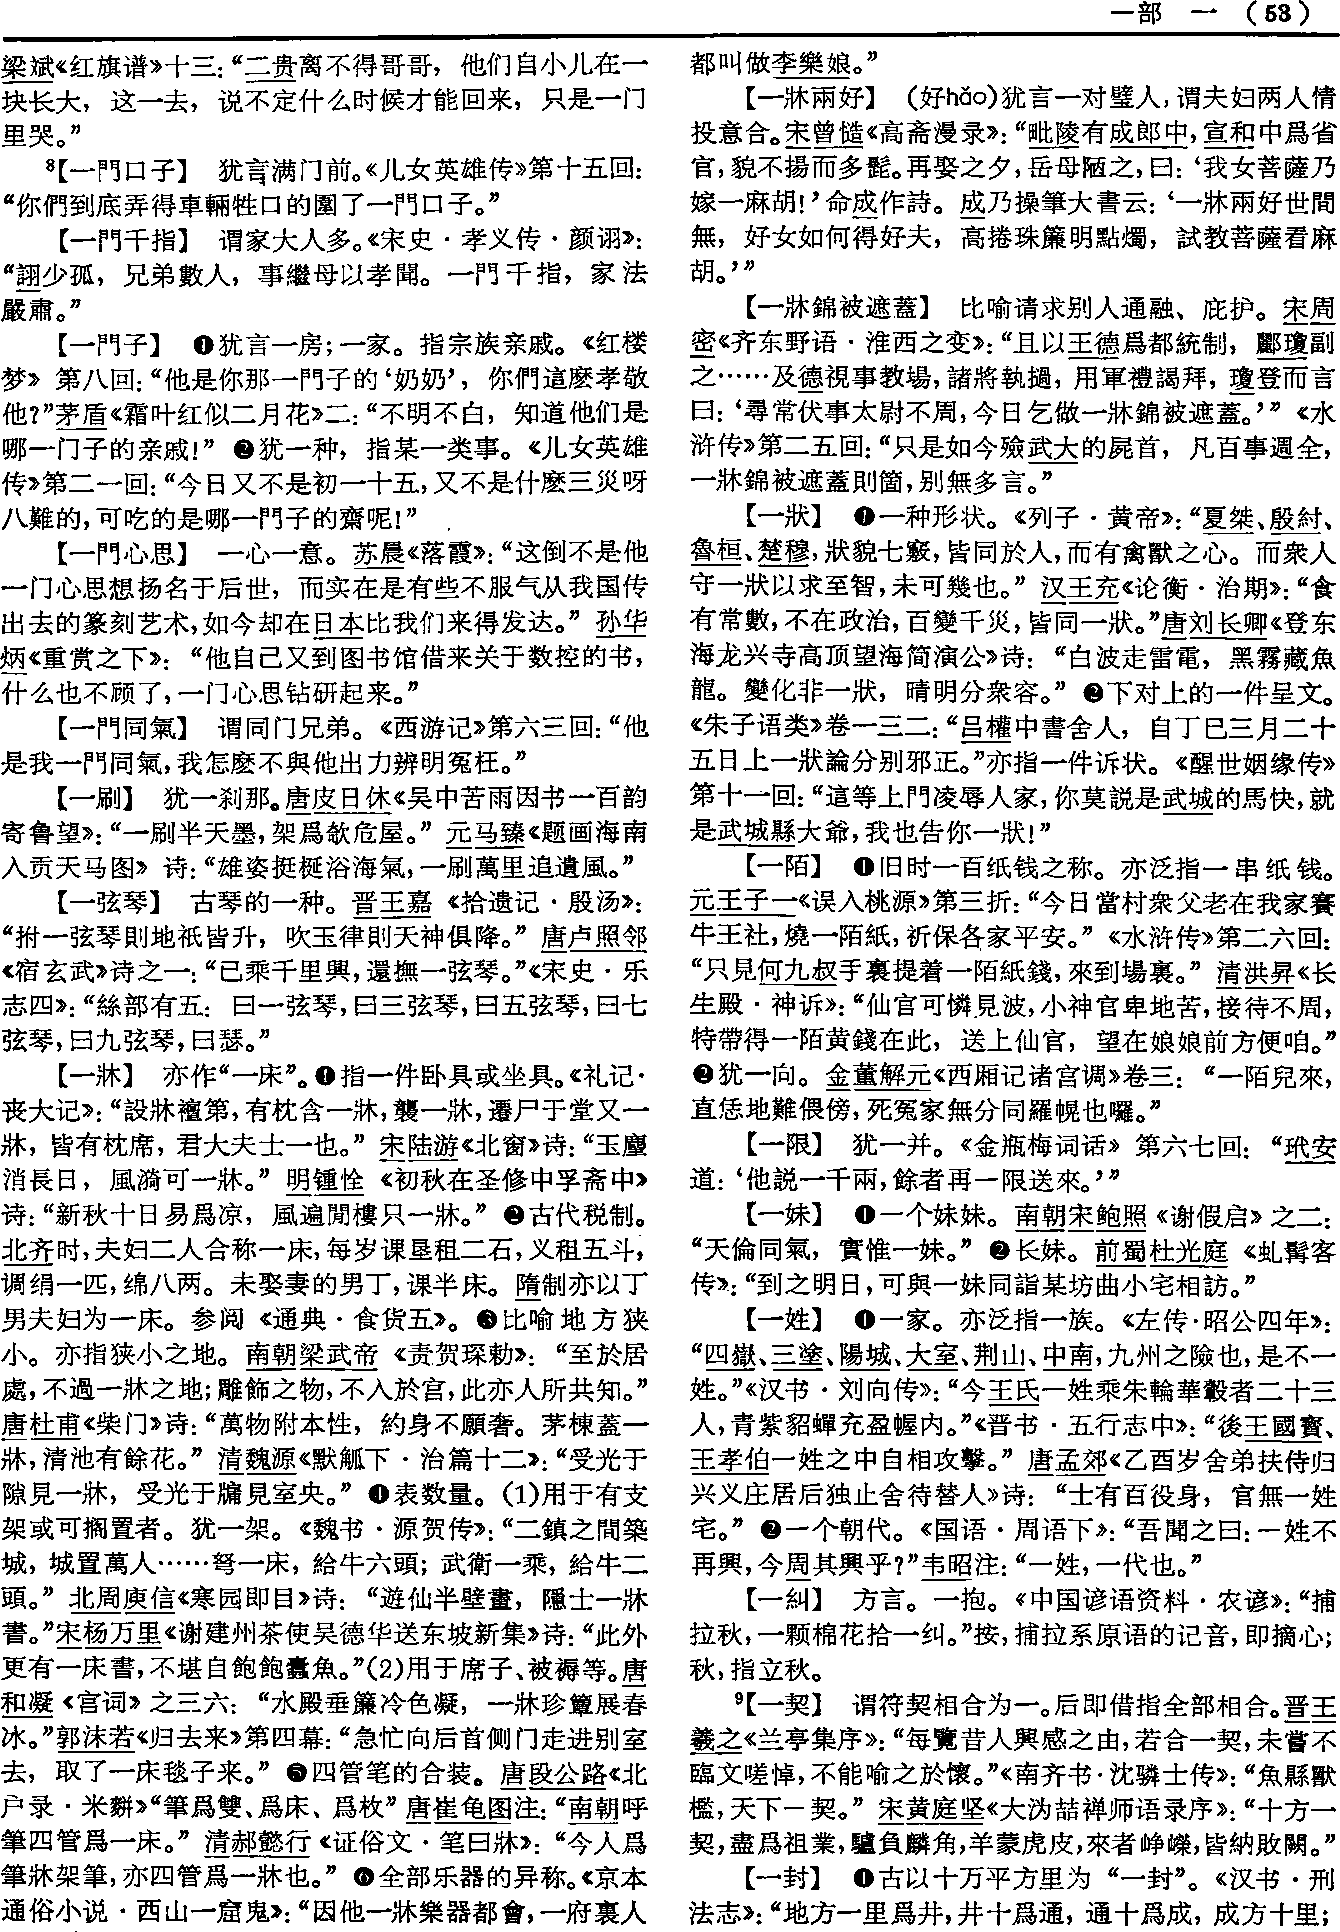 一部 一 （53）
梁斌《红旗谱》十三：“二贵离不得哥哥，他们自小儿在一
块长大，这一去，说不定什么时候才能回来，只是一门
里哭。”
⁸【一門口子】 犹言满门前。《儿女英雄传》第十五回：
“你們到底弄得車輛牲口的圍了一門口子。”
【一門千指】 谓家大人多。《宋史·孝义传·颜诩》：
“詡少孤，兄弟數人，事繼母以孝聞。一門千指，家法
嚴肅。”
【一門子】 ❶犹言一房；一家。指宗族亲戚。《红楼
梦》第八回：“他是你那一門子的‘奶奶’，你們這麽孝敬
他？”茅盾《霜叶红似二月花》二：“不明不白，知道他们是
哪一门子的亲戚！” ❷犹一种，指某一类事。《儿女英雄
传》第二一回：“今日又不是初一十五，又不是什麽三災呀
八難的，可吃的是哪一門子的齋呢！”
【一門心思】 一心一意。苏晨《落霞》：“这倒不是他
一门心思想扬名于后世，而实在是有些不服气从我国传
出去的篆刻艺术，如今却在日本比我们来得发达。” 孙华
炳《重赏之下》：“他自己又到图书馆借来关于数控的书，
什么也不顾了，一门心思钻研起来。”
【一門同氣】 谓同门兄弟。《西游记》第六三回：“他
是我一門同氣，我怎麽不與他出力辨明冤枉。”
【一刷】 犹一刹那。唐皮日休《吴中苦雨因书一百韵
寄鲁望》：“一刷半天墨，架爲欹危屋。” 元马臻《题画海南
入贡天马图》诗：“雄姿挺梃浴海氣，一刷萬里追遺風。”
【一弦琴】 古琴的一种。晋王嘉《拾遗记·殷汤》：
“拊一弦琴則地祇皆升，吹玉律則天神俱降。” 唐卢照邻
《宿玄武》诗之一：“已乘千里興，還撫一弦琴。”《宋史·乐
志四》：“絲部有五：曰一弦琴，曰三弦琴，曰五弦琴，曰七
弦琴，曰九弦琴，曰瑟。”
【一牀】 亦作“一床”。❶指一件卧具或坐具。《礼记·
丧大记》：“設牀襢第，有枕含一牀，襲一牀，遷尸于堂又一
牀，皆有枕席，君大夫士一也。” 宋陆游《北窗》诗：“玉麈
消長日，風漪可一牀。” 明锺惺《初秋在圣修中孚斋中》
诗：“新秋十日易爲凉，風遍閒樓只一牀。” ❷古代税制。
北齐时，夫妇二人合称一床，每岁课垦租二石，义租五斗，
调绢一匹，绵八两。未娶妻的男丁，课半床。隋制亦以丁
男夫妇为一床。参阅《通典·食货五》。❸比喻地方狭
小。亦指狭小之地。南朝梁武帝《责贺琛勅》：“至於居
處，不過一牀之地；雕飾之物，不入於宫，此亦人所共知。”
唐杜甫《柴门》诗：“萬物附本性，約身不願奢。茅棟蓋一
牀，清池有餘花。” 清魏源《默觚下·治篇十二》：“受光于
隙見一牀，受光于牖見室央。” ❹表数量。(1)用于有支
架或可搁置者。犹一架。《魏书·源贺传》：“二鎮之間築
城，城置萬人……弩一床，給牛六頭；武衛一乘，給牛二
頭。” 北周庾信《寒园即目》诗：“遊仙半壁畫，隱士一牀
書。”宋杨万里《谢建州茶使吴德华送东坡新集》诗：“此外
更有一床書，不堪自飽飽蠹魚。”(2)用于席子、被褥等。唐
和凝《宫词》之三六：“水殿垂簾冷色凝，一牀珍簟展春
冰。”郭沫若《归去来》第四幕：“急忙向后首侧门走进别室
去，取了一床毯子来。” ❺四管笔的合装。唐段公路《北
户录·米麫》“筆爲雙、爲床、爲枚” 唐崔龟图注：“南朝呼
筆四管爲一床。” 清郝懿行《证俗文·笔曰牀》：“今人爲
筆牀架筆，亦四管爲一牀也。” ❻全部乐器的异称。《京本
通俗小说·西山一窟鬼》：“因他一牀樂器都會，一府裏人
都叫做李樂娘。”
【一牀兩好】 （好hǎo）犹言一对璧人，谓夫妇两人情
投意合。宋曾慥《高斋漫录》：“毗陵有成郎中，宣和中爲省
官，貌不揚而多髭。再娶之夕，岳母陋之，曰：‘我女菩薩乃
嫁一麻胡！’命成作詩。成乃操筆大書云：‘一牀兩好世間
無，好女如何得好夫，高捲珠簾明點燭，試教菩薩看麻
胡。’”
【一牀錦被遮蓋】 比喻请求别人通融、庇护。宋周
密《齐东野语·淮西之变》：“且以王德爲都統制，酈瓊副
之……及德視事教場，諸將執撾，用軍禮謁拜，瓊登而言
曰：‘尋常伏事太尉不周，今日乞做一牀錦被遮蓋。’” 《水
浒传》第二五回：“只是如今殮武大的屍首，凡百事週全，
一牀錦被遮蓋則箇，别無多言。”
【一狀】 ❶一种形状。《列子·黄帝》：“夏桀、殷紂、
魯桓、楚穆，狀貌七竅，皆同於人，而有禽獸之心。而衆人
守一狀以求至智，未可幾也。” 汉王充《论衡·治期》：“食
有常數，不在政治，百變千災，皆同一狀。”唐刘长卿《登东
海龙兴寺高顶望海简演公》诗：“白波走雷電，黑霧藏魚
龍。變化非一狀，晴明分衆容。” ❷下对上的一件呈文。
《朱子语类》卷一三二：“吕權中書舍人，自丁巳三月二十
五日上一狀論分别邪正。”亦指一件诉状。《醒世姻缘传》
第十一回：“這等上門凌辱人家，你莫説是武城的馬快，就
是武城縣大爺，我也告你一狀！”
【一陌】 ❶旧时一百纸钱之称。亦泛指一串纸钱。
元王子一《误入桃源》第三折：“今日當村衆父老在我家賽
牛王社，燒一陌紙，祈保各家平安。” 《水浒传》第二六回：
“只見何九叔手裏提着一陌紙錢，來到場裏。” 清洪昇《长
生殿·神诉》：“仙官可憐見波，小神官卑地苦，接待不周，
特帶得一陌黄錢在此，送上仙官，望在娘娘前方便咱。”
❷犹一向。金董解元《西厢记诸宫调》卷三：“一陌兒來，
直恁地難偎傍，死冤家無分同羅幌也囉。”
【一限】 犹一并。《金瓶梅词话》第六七回：“玳安
道：‘他説一千兩，餘者再一限送來。’”
【一妹】 ❶一个妹妹。南朝宋鲍照《谢假启》之二：
“天倫同氣，實惟一妹。” ❷长妹。前蜀杜光庭《虬髯客
传》：“到之明日，可與一妹同詣某坊曲小宅相訪。”
【一姓】 ❶一家。亦泛指一族。《左传·昭公四年》：
“四嶽、三塗、陽城、大室、荆山、中南，九州之險也，是不一
姓。”《汉书·刘向传》：“今王氏一姓乘朱輪華轂者二十三
人，青紫貂蟬充盈幄内。”《晋书·五行志中》：“後王國寶、
王孝伯一姓之中自相攻擊。” 唐孟郊《乙酉岁舍弟扶侍归
兴义庄居后独止舍待替人》诗：“士有百役身，官無一姓
宅。” ❷一个朝代。《国语·周语下》：“吾聞之曰：一姓不
再興，今周其興乎？”韦昭注：“一姓，一代也。”
【一糾】 方言。一抱。《中国谚语资料·农谚》：“捕
拉秋，一颗棉花拾一纠。”按，捕拉系原语的记音，即摘心；
秋，指立秋。
⁹【一契】 谓符契相合为一。后即借指全部相合。晋王
羲之《兰亭集序》：“每覽昔人興感之由，若合一契，未嘗不
臨文嗟悼，不能喻之於懷。”《南齐书·沈驎士传》：“魚縣獸
檻，天下一契。” 宋黄庭坚《大沩喆禅师语录序》：“十方一
契，盡爲祖業，驢負麟角，羊蒙虎皮，來者崢嶸，皆納敗闕。”
【一封】 ❶古以十万平方里为“一封”。《汉书·刑
法志》：“地方一里爲井，井十爲通，通十爲成，成方十里；